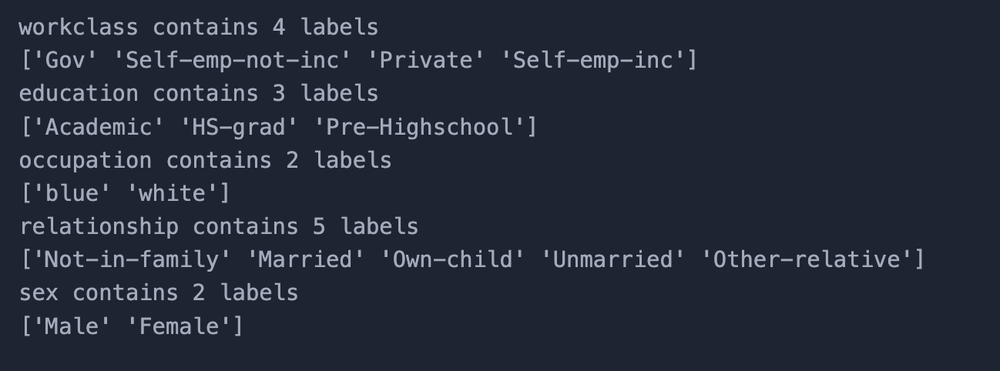 workclass contains 4 labels
['Gov' 'Self-emp-not-inc' 'Private' 'Self-emp-inc']
education contains 3 labels
['Academic' 'HS-grad' 'Pre-Highschool']
occupation contains 2 labels
['blue' 'white']
relationship contains 5 labels
['Not-in-family' 'Married' 'Own-child' 'Unmarried' 'Other-relative']
sex contains 2 labels
['Male' 'Female']